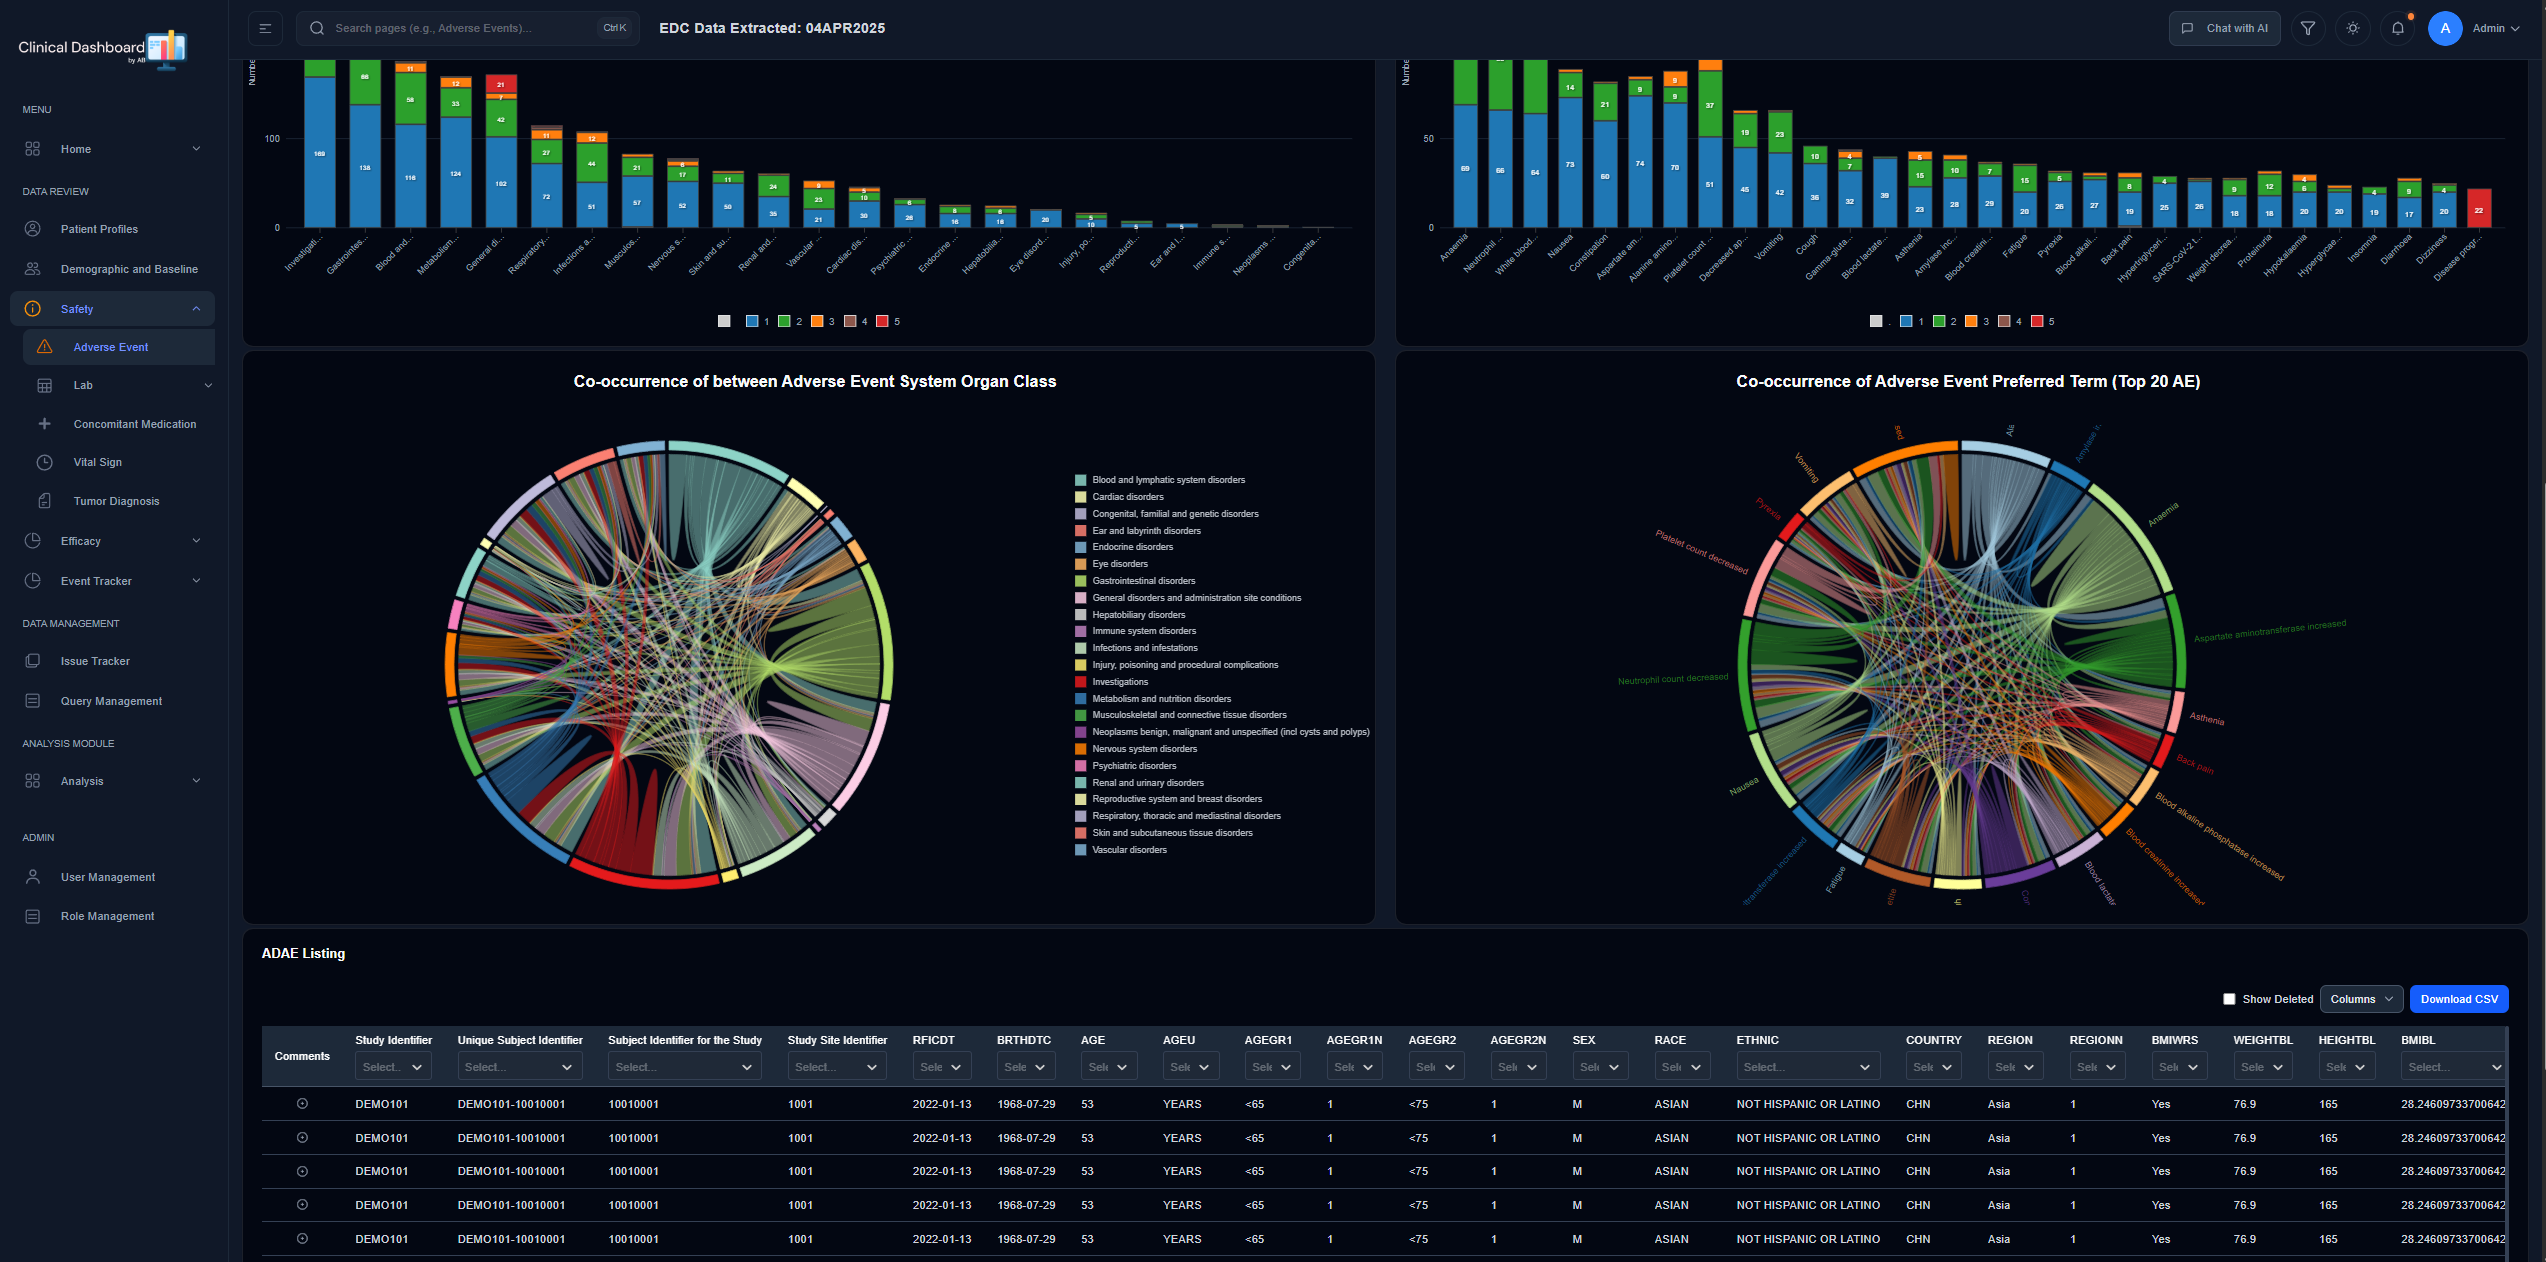 Clinical Dashboard
by AB
Search pages (e.g., Adverse Events)...
Ctrl K
EDC Data Extracted: 04APR2025
Chat with AI
A
Admin
MENU
Home
DATA REVIEW
Patient Profiles
Demographic and Baseline
Safety
Adverse Event
Lab
Concomitant Medication
Vital Sign
Tumor Diagnosis
Efficacy
Event Tracker
DATA MANAGEMENT
Issue Tracker
Query Management
ANALYSIS MODULE
Analysis
ADMIN
User Management
Role Management
Numbe
100
0
169
138 66
116 58 11
124 33 12
102 42 7 21
72 27 11
51 44 12
57 21
52 17 6
50 11
35 24
21 23 9
30 10 5
26 6
16 8
16 6
20
10 5
5
5
Investigati...
Gastrointes...
Blood and...
Metabolism...
General di...
Respiratory...
Infections a...
Musculos...
Nervous s...
Skin and su...
Renal and...
Vascular ...
Cardiac dis...
Psychiatric ...
Endocrine ...
Hepatobilia...
Eye disord...
Injury, po...
Reproducti...
Ear and l...
Immune s...
Neoplasms...
Congenita...
1 2 3 4 5
Numbe
50
0
69
66
64
73 14
60 21
74 9
70 9 9
51 37
45 19
42 23
36 10
32 7 4
39
23 15 5
28 10
29 7
20 15
26 5
27
19 8
25 4
26
18 9
18 12
20 6 4
20
19 4
17 9
20 4
22
Anaemia
Neutrophil ...
White blood...
Nausea
Constipation
Aspartate am...
Alanine amino...
Platelet count ...
Decreased ap...
Vomiting
Cough
Gamma-gluta...
Blood lactate...
Asthenia
Amylase inc...
Blood creatini...
Fatigue
Pyrexia
Blood alkali...
Back pain
Hypertriglyceri...
SARS-CoV-2 t...
Weight decrea...
Proteinuria
Hypokalaemia
Hyperglycae...
Insomnia
Diarrhoea
Dizziness
Disease progr...
. 1 2 3 4 5
Co-occurrence of between Adverse Event System Organ Class
Blood and lymphatic system disorders
Cardiac disorders
Congenital, familial and genetic disorders
Ear and labyrinth disorders
Endocrine disorders
Eye disorders
Gastrointestinal disorders
General disorders and administration site conditions
Hepatobiliary disorders
Immune system disorders
Infections and infestations
Injury, poisoning and procedural complications
Investigations
Metabolism and nutrition disorders
Musculoskeletal and connective tissue disorders
Neoplasms benign, malignant and unspecified (incl cysts and polyps)
Nervous system disorders
Psychiatric disorders
Renal and urinary disorders
Reproductive system and breast disorders
Respiratory, thoracic and mediastinal disorders
Skin and subcutaneous tissue disorders
Vascular disorders
Co-occurrence of Adverse Event Preferred Term (Top 20 AE)
Ala
Amylase in
Anaemia
Aspartate aminotransferase increased
Asthenia
Back pain
Blood alkaline phosphatase increased
Blood creatinine increased
Blood lactate
Co
gh
etite
Fatigue
ltransferase increased
Nausea
Neutrophil count decreased
Platelet count decreased
Pyrexia
Vomiting
sed
ADAE Listing
Show Deleted
Columns
Download CSV
Comments Study Identifier Unique Subject Identifier Subject Identifier for the Study Study Site Identifier RFICDT BRTHDTC AGE AGEU AGEGR1 AGEGR1N AGEGR2 AGEGR2N SEX RACE ETHNIC COUNTRY REGION REGIONN BMIWRS WEIGHTBL HEIGHTBL BMIBL
Select.. Select... Select... Select... Sele Sele Sele Sele Sele Sele Sele Sele Sele Sele Select... Sele Sele Sele Sele Sele Sele Select...
DEMO101 DEMO101-10010001 10010001 1001 2022-01-13 1968-07-29 53 YEARS <65 1 <75 1 M ASIAN NOT HISPANIC OR LATINO CHN Asia 1 Yes 76.9 165 28.24609733700642
DEMO101 DEMO101-10010001 10010001 1001 2022-01-13 1968-07-29 53 YEARS <65 1 <75 1 M ASIAN NOT HISPANIC OR LATINO CHN Asia 1 Yes 76.9 165 28.24609733700642
DEMO101 DEMO101-10010001 10010001 1001 2022-01-13 1968-07-29 53 YEARS <65 1 <75 1 M ASIAN NOT HISPANIC OR LATINO CHN Asia 1 Yes 76.9 165 28.24609733700642
DEMO101 DEMO101-10010001 10010001 1001 2022-01-13 1968-07-29 53 YEARS <65 1 <75 1 M ASIAN NOT HISPANIC OR LATINO CHN Asia 1 Yes 76.9 165 28.24609733700642
DEMO101 DEMO101-10010001 10010001 1001 2022-01-13 1968-07-29 53 YEARS <65 1 <75 1 M ASIAN NOT HISPANIC OR LATINO CHN Asia 1 Yes 76.9 165 28.24609733700642